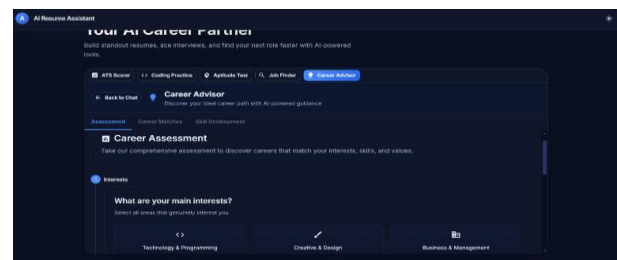 AI Resume Assistant
Your AI Career Partner
Build standout resumes, ace interviews, and find your next role faster with AI-powered
tools.
ATS Scorer Coding Practice Aptitude Test Job Finder Career Advisor
Back to Chat
Career Advisor
Discover your ideal career path with AI-powered guidance
Assessment Career Matches Skill Development
Career Assessment
Take our comprehensive assessment to discover careers that match your interests, skills, and values.
Interests
What are your main interests?
Select all areas that genuinely interest you
Technology & Programming Creative & Design Business & Management